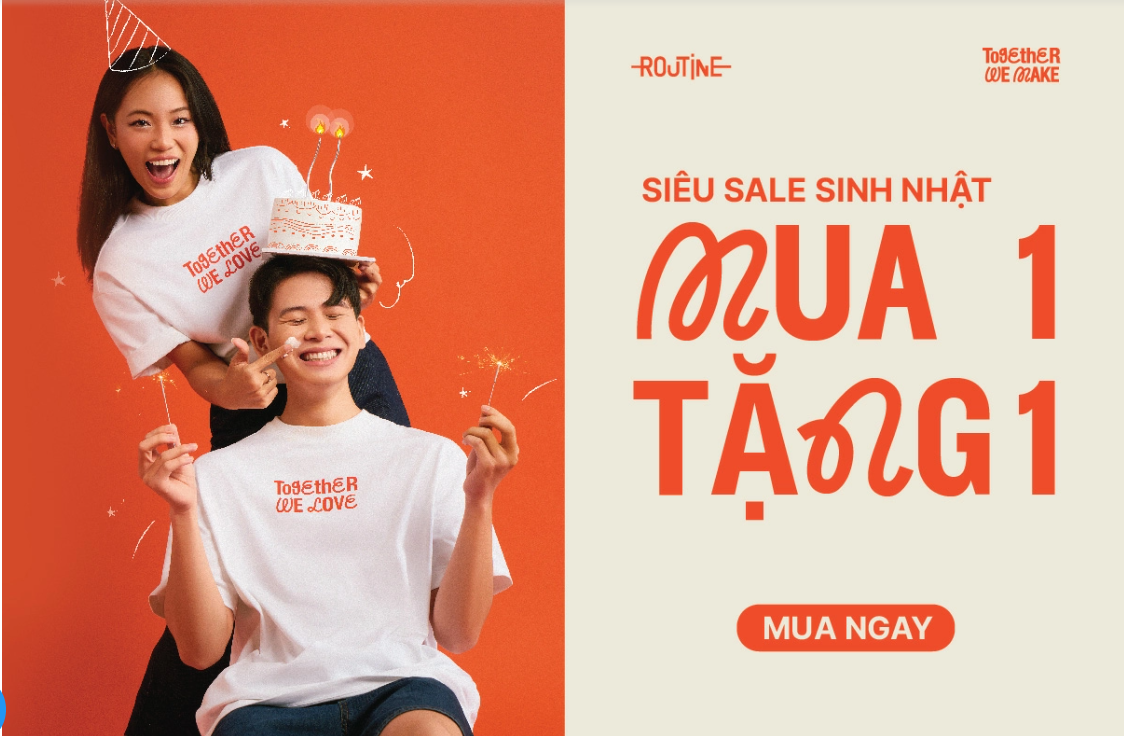 TogEthER
WE LOVE
TogEthER
WE LOVE
ROUTiNE
TogEthER
WE MAKE
SIÊU SALE SINH NHẬT
MUA 1
TẶNG 1
MUA NGAY